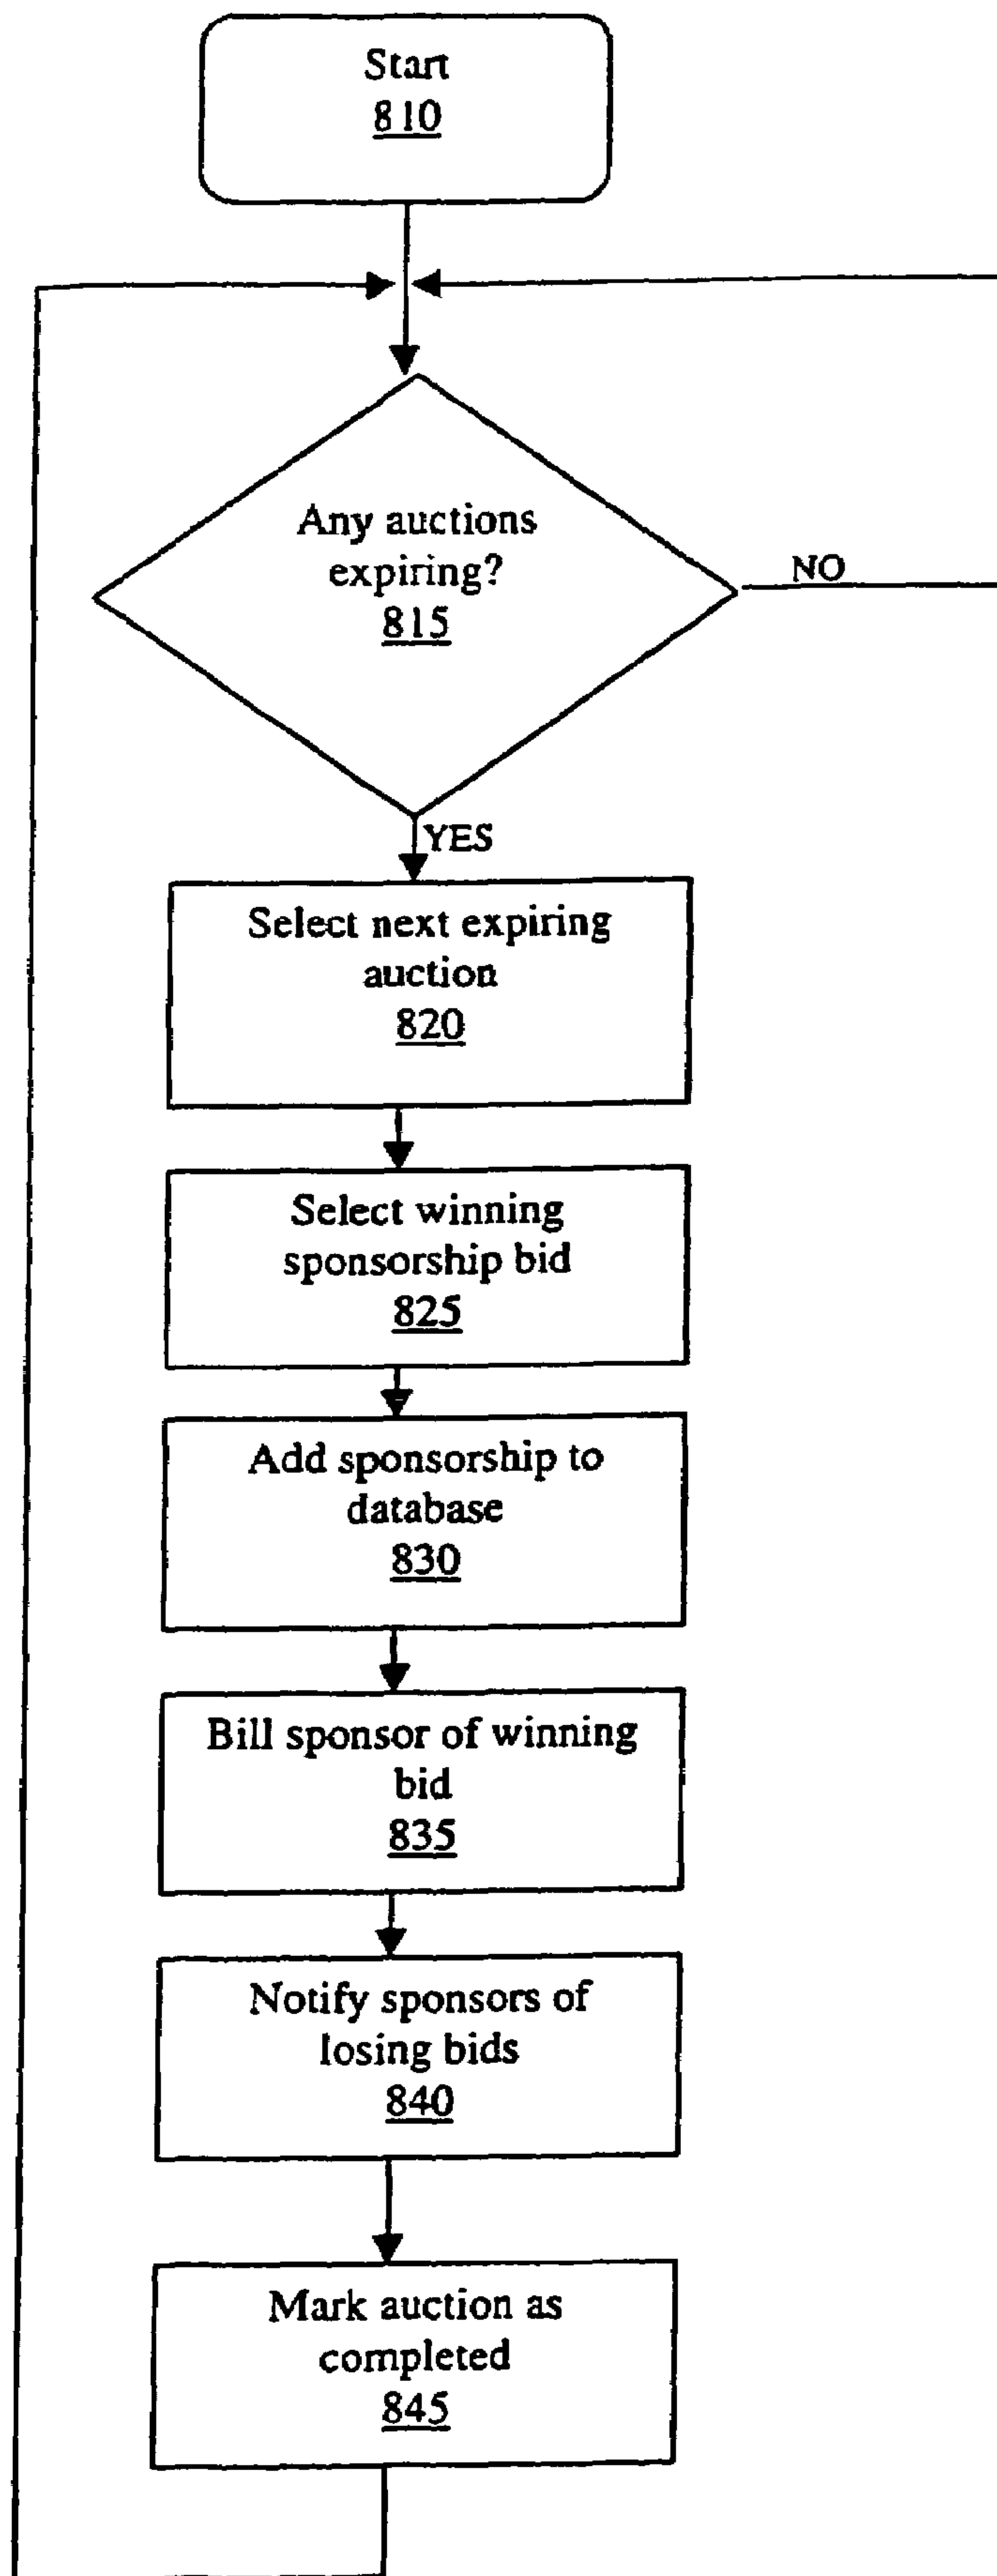 Start
810
Any auctions
expiring?
815
NO
YES
Select next expiring
auction
820
Select winning
sponsorship bid
825
Add sponsorship to
database
830
Bill sponsor of winning
bid
835
Notify sponsors of
losing bids
840
Mark auction as
completed
845